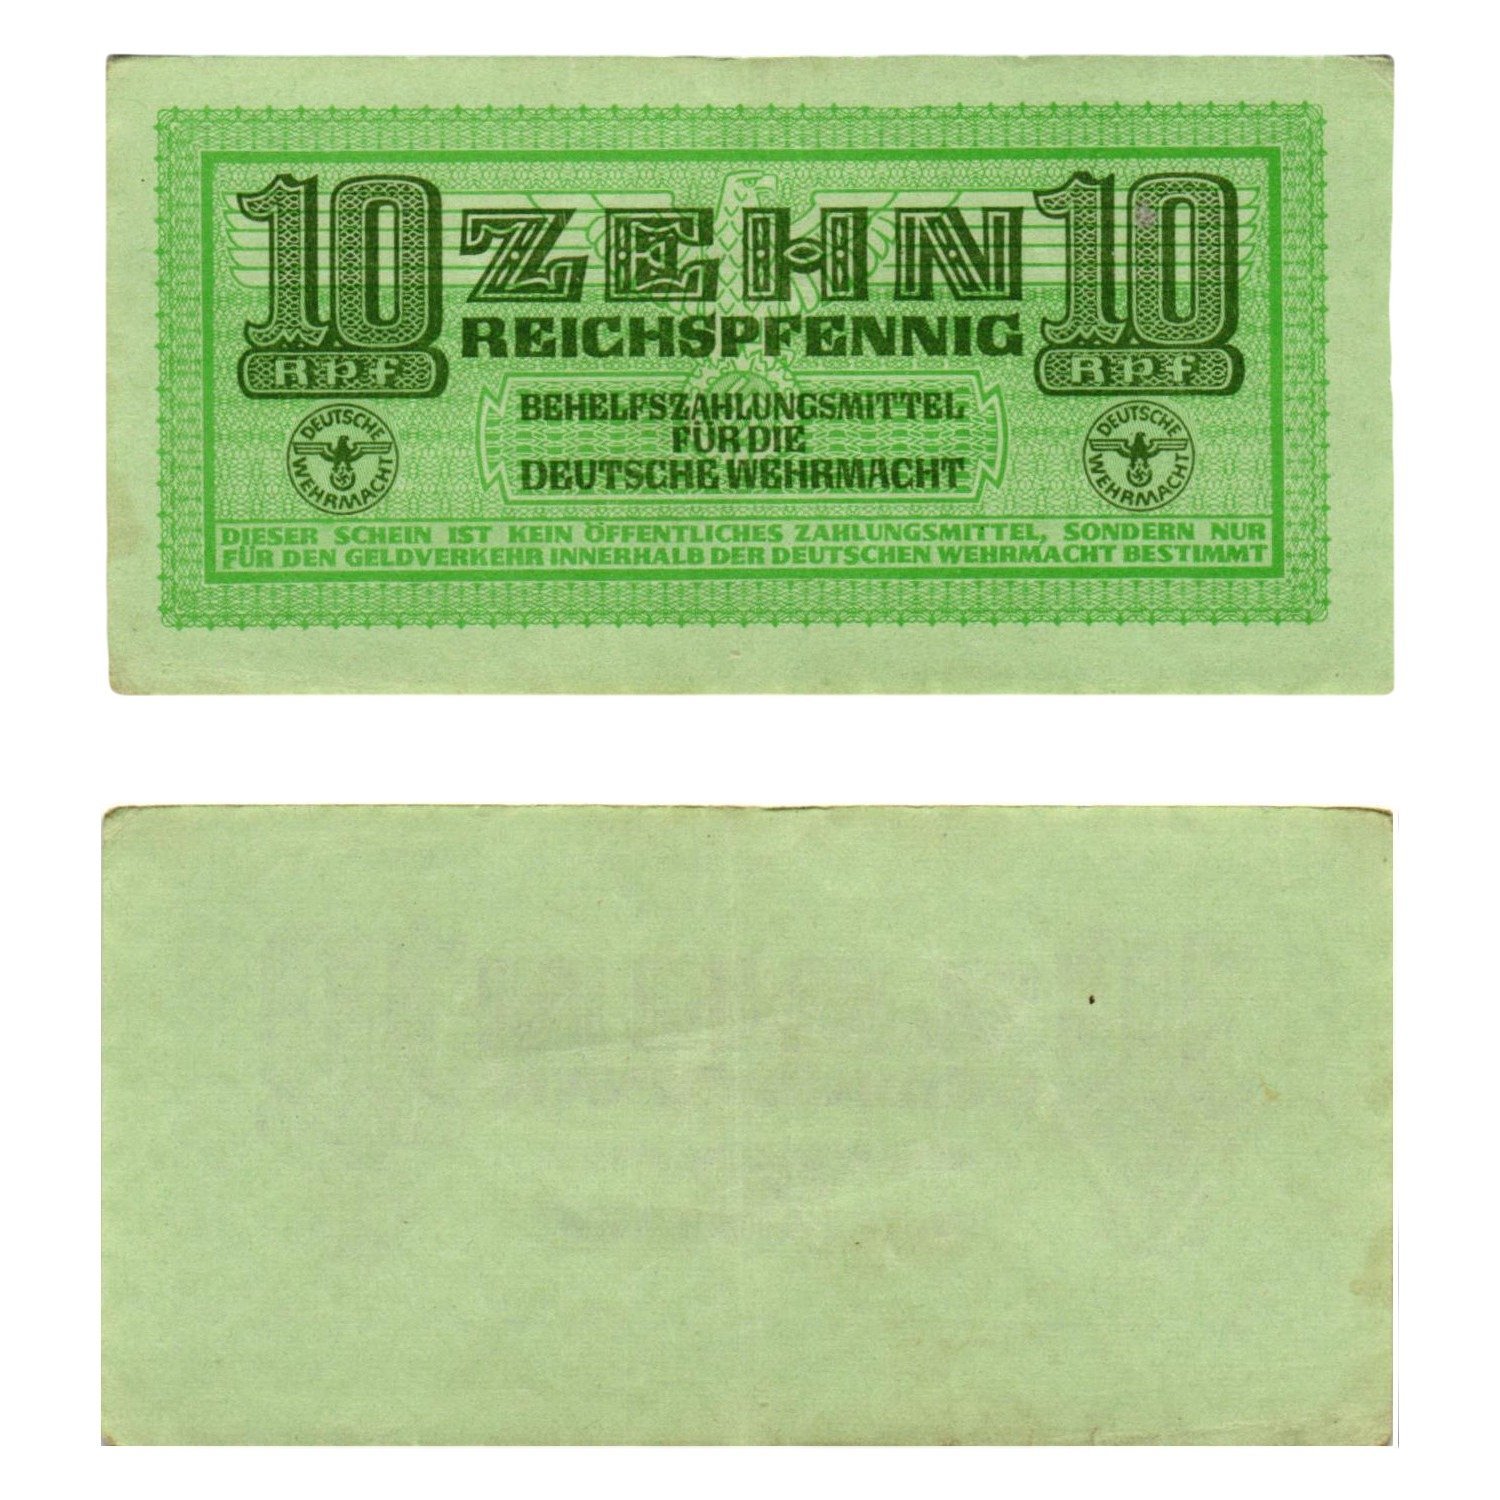 10 ZEHN 10
REICHSPFENNIG
Rpf Rpf
BEHELFSZAHLUNGSMITTEL
FÜR DIE
DEUTSCHE WEHRMACHT
DEUTSCHE WEHRMACHT
DEUTSCHE WEHRMACHT
DIESER SCHEIN IST KEIN ÖFFENTLICHES ZAHLUNGSMITTEL, SONDERN NUR
FÜR DEN GELDVERKEHR INNERHALB DER DEUTSCHEN WEHRMACHT BESTIMMT